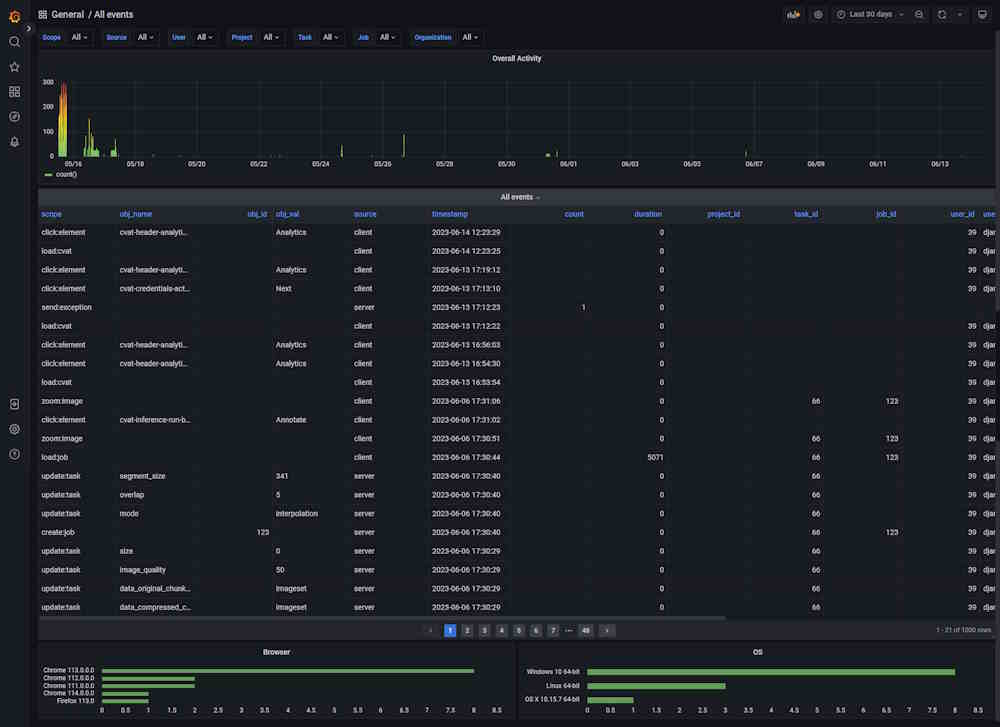 General / All events
Last 30 days
Scope All Source All User All Project All Task All Job All Organization All
Overall Activity
300
200
100
0
05/16 05/18 05/20 05/22 05/24 05/26 05/28 05/30 06/01 06/03 06/05 06/07 06/09 06/11 06/13
count()
All events
scope obj_name obj_id obj_val source timestamp count duration project_id task_id job_id user_id use
click:element cvat-header-analyti... Analytics client 2023-06-14 12:23:29 0 39 djar
load:cvat client 2023-06-14 12:23:25 0 39 djar
click:element cvat-header-analyti... Analytics client 2023-06-13 17:19:12 0 39 djar
click:element cvat-credentials-act... Next client 2023-06-13 17:13:10 0 39 djar
send:exception server 2023-06-13 17:12:23 1 0
load:cvat client 2023-06-13 17:12:22 0 39 djar
click:element cvat-header-analyti... Analytics client 2023-06-13 16:56:03 0 39 djar
click:element cvat-header-analyti... Analytics client 2023-06-13 16:54:30 0 39 djar
load:cvat client 2023-06-13 16:53:54 0 39 djar
zoom:image client 2023-06-06 17:31:06 0 66 123 39 djar
click:element cvat-inference-run-b... Annotate client 2023-06-06 17:31:02 0 39 djar
zoom:image client 2023-06-06 17:30:51 0 66 123 39 djar
load:job client 2023-06-06 17:30:44 5071 66 123 39 djar
update:task segment_size 341 server 2023-06-06 17:30:40 0 66 39 djar
update:task overlap 5 server 2023-06-06 17:30:40 0 66 39 djar
update:task mode interpolation server 2023-06-06 17:30:40 0 66 39 djar
create:job 123 server 2023-06-06 17:30:40 0 66 123 39 djar
update:task size 0 server 2023-06-06 17:30:29 0 66 39 djar
update:task image_quality 50 server 2023-06-06 17:30:29 0 66 39 djar
update:task data_original_chunk... imageset server 2023-06-06 17:30:29 0 66 39 djar
update:task data_compressed_c... imageset server 2023-06-06 17:30:29 0 66 39 djar
1 2 3 4 5 6 7 ... 48
1 - 21 of 1000 rows
Browser
Chrome 113.0.0.0
Chrome 112.0.0.0
Chrome 111.0.0.0
Chrome 114.0.0.0
Firefox 113.0
0 0.5 1 1.5 2 2.5 3 3.5 4 4.5 5 5.5 6 6.5 7 7.5 8 8.5
OS
Windows 10 64-bit
Linux 64-bit
OS X 10.15.7 64-bit
0 0.5 1 1.5 2 2.5 3 3.5 4 4.5 5 5.5 6 6.5 7 7.5 8 8.5